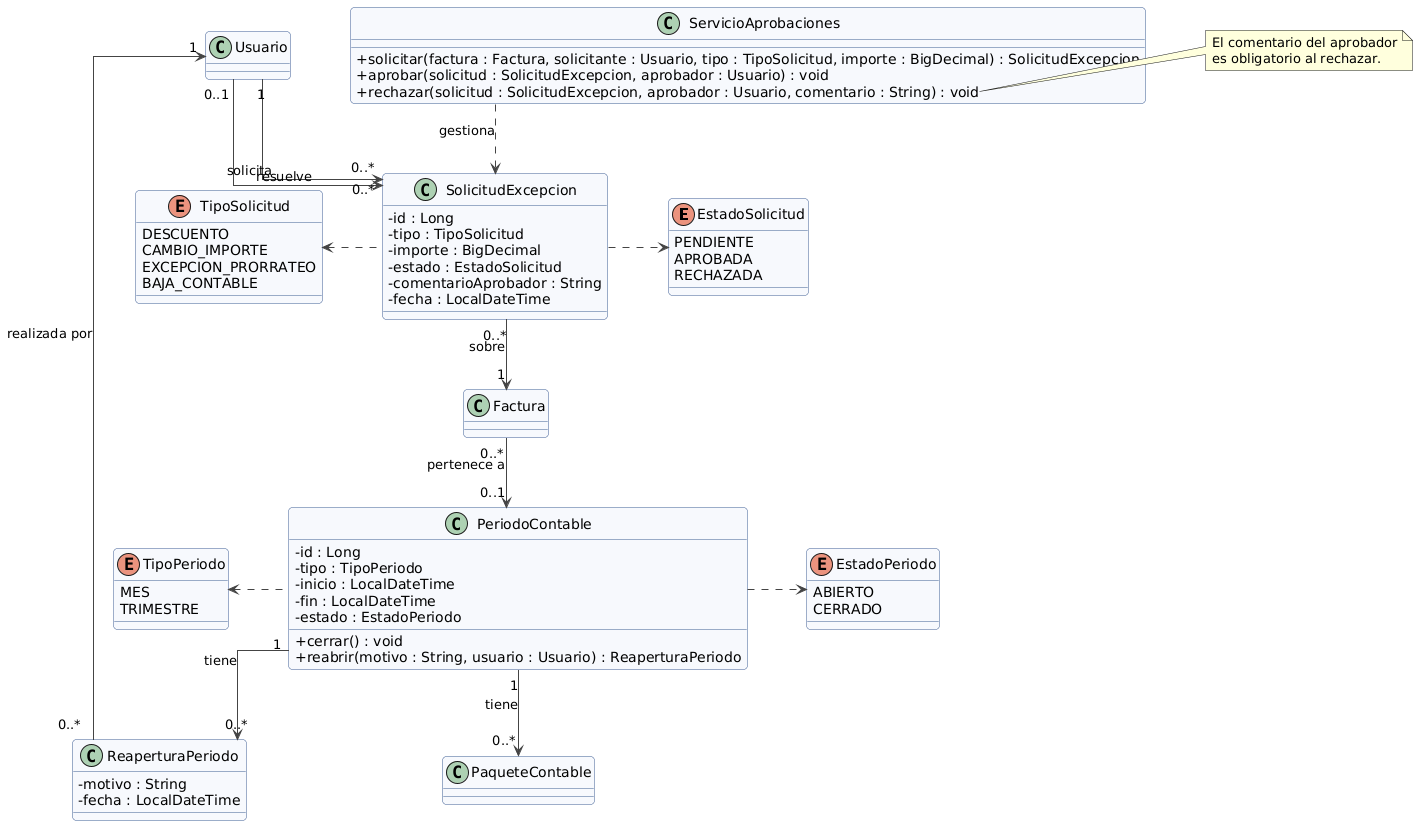 C ServicioAprobaciones
+solicitar(factura : Factura, solicitante : Usuario, tipo : TipoSolicitud, importe : BigDecimal) : SolicitudExcepcion
+aprobar(solicitud : SolicitudExcepcion, aprobador : Usuario) : void
+rechazar(solicitud : SolicitudExcepcion, aprobador : Usuario, comentario : String) : void
El comentario del aprobador
es obligatorio al rechazar.
1
C Usuario
0..1
1
gestiona
solicita
resuelve
0..*
0..*
E TipoSolicitud
DESCUENTO
CAMBIO_IMPORTE
EXCEPCION_PRORRATEO
BAJA_CONTABLE
C SolicitudExcepcion
-id : Long
-tipo : TipoSolicitud
-importe : BigDecimal
-estado : EstadoSolicitud
-comentarioAprobador : String
-fecha : LocalDateTime
E EstadoSolicitud
PENDIENTE
APROBADA
RECHAZADA
realizada por
0..*
sobre
1
C Factura
0..*
pertenece a
0..1
E TipoPeriodo
MES
TRIMESTRE
C PeriodoContable
-id : Long
-tipo : TipoPeriodo
-inicio : LocalDateTime
-fin : LocalDateTime
-estado : EstadoPeriodo
+cerrar() : void
+reabrir(motivo : String, usuario : Usuario) : ReaperturaPeriodo
E EstadoPeriodo
ABIERTO
CERRADO
1
tiene
0..*
0..*
1
tiene
0..*
C ReaperturaPeriodo
-motivo : String
-fecha : LocalDateTime
C PaqueteContable